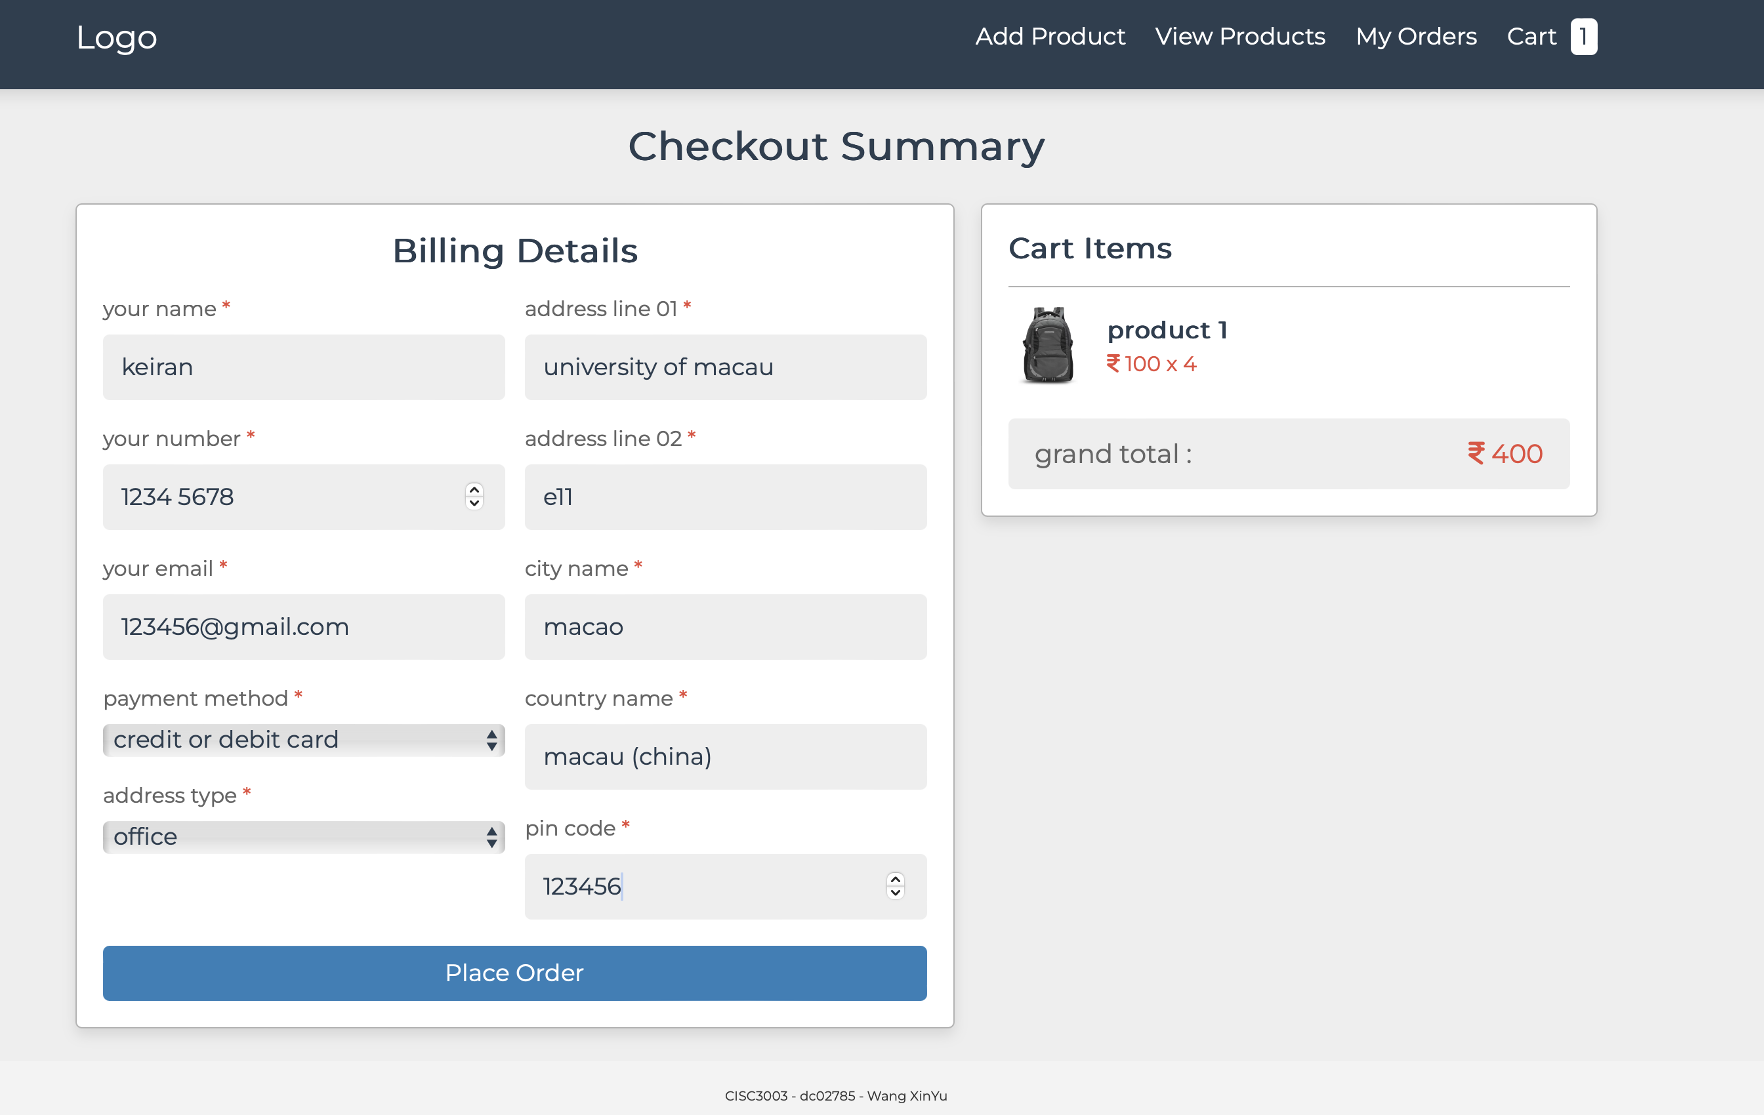 Logo
Add Product View Products My Orders Cart 1
Checkout Summary
Billing Details
your name *
keiran
your number *
1234 5678
your email *
123456@gmail.com
payment method *
credit or debit card
address type *
office
address line 01 *
university of macau
address line 02 *
e11
city name *
macao
country name *
macau (china)
pin code *
123456
Place Order
Cart Items
product 1
₹ 100 x 4
grand total : ₹ 400
CISC3003 - dc02785 - Wang XinYu